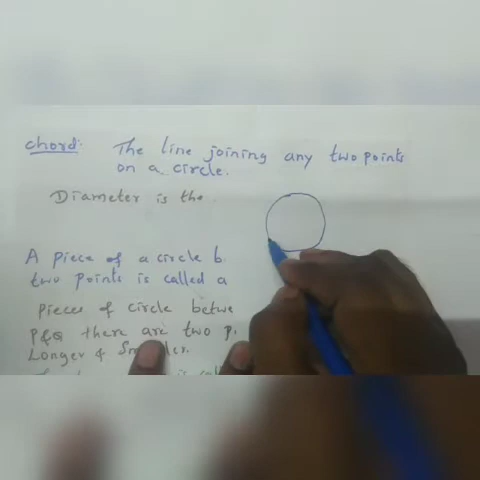 chord: The line joining any two points
on a circle.
Diameter is the
A piece of a circle b
two points is called a
pieces of circle betwe
P&Q there are two p
Longer & Smaller.